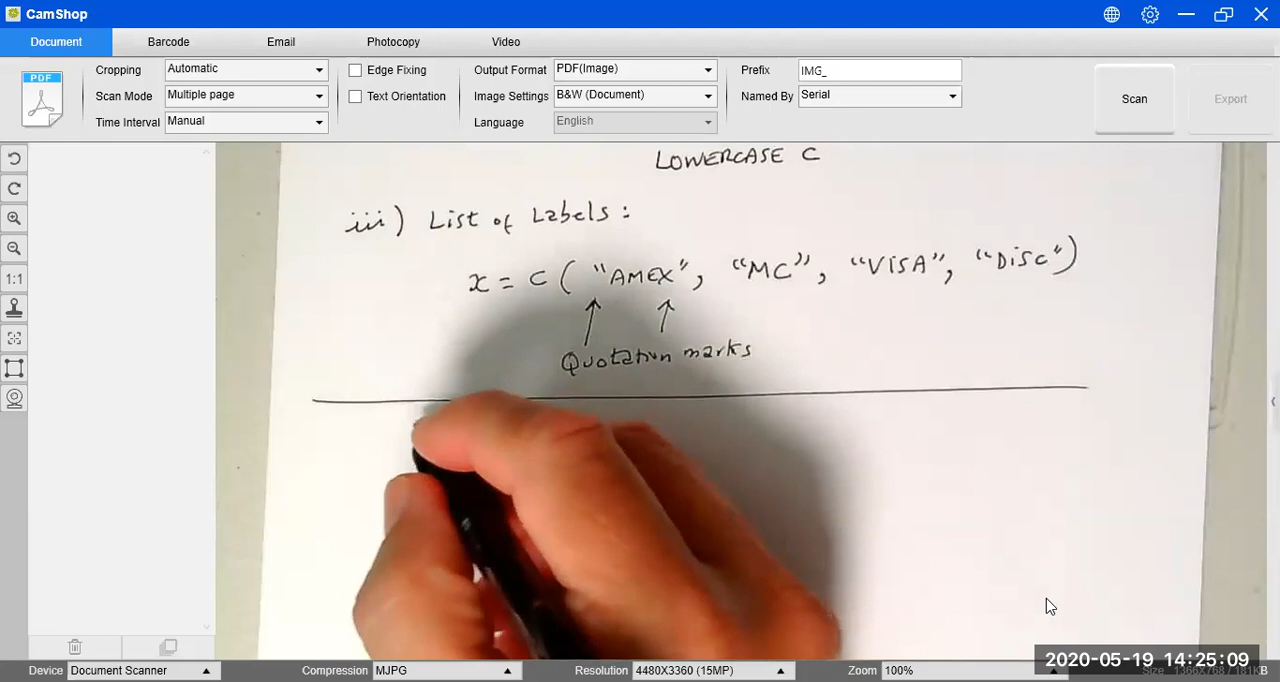 CamShop
Document Barcode Email Photocopy Video
PDF
Cropping Automatic
Scan Mode Multiple page
Time Interval Manual
Edge Fixing
Text Orientation
Output Format PDF(Image)
Image Settings B&W (Document)
Language English
Prefix IMG_
Named By Serial
Scan
Export
1:1
LOWERCASE C
iii) List of Labels :
x = c ( "AMEX", "MC", "VISA", "DISC")
Quotation marks
Device Document Scanner Compression MJPG Resolution 4480X3360 (15MP) Zoom 100%
2020-05-19 14:25:09